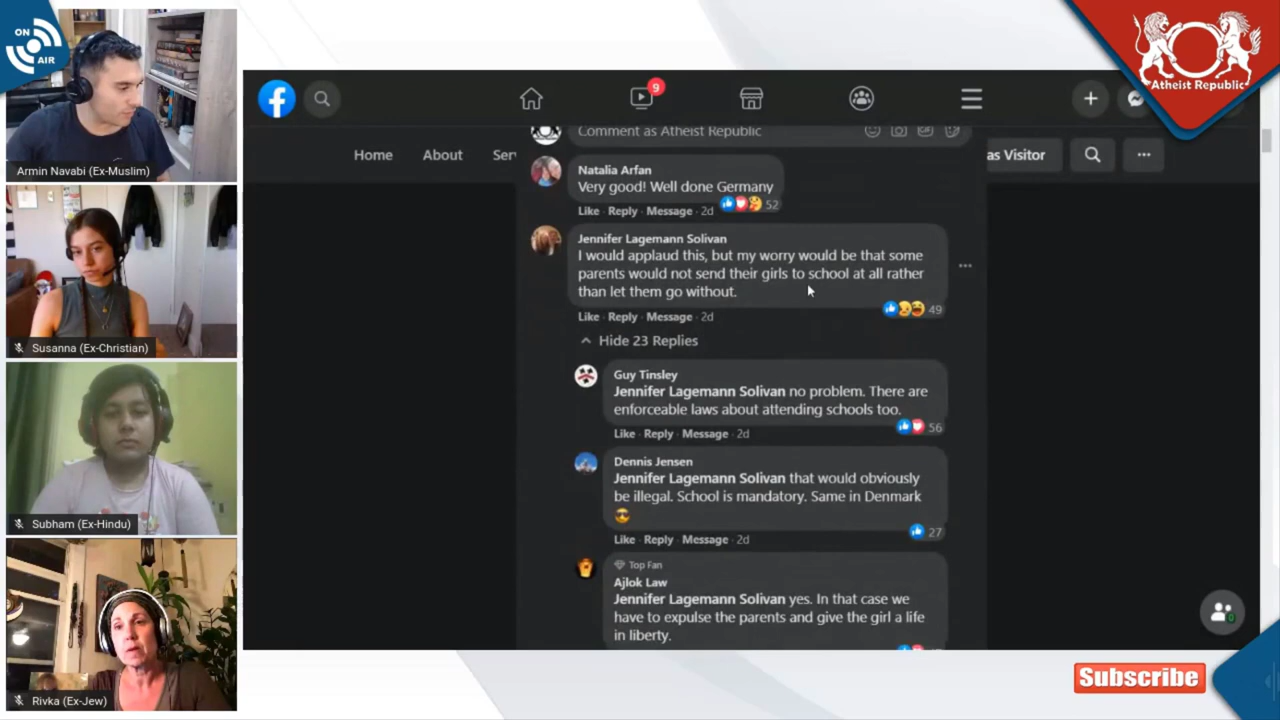 ON
AIR
Armin Navabi (Ex-Muslim)
Susanna (Ex-Christian)
Subham (Ex-Hindu)
Rivka (Ex-Jew)
Atheist Republic
9
Comment as Atheist Republic
Home About Ser
as Visitor
Natalia Arfan
Very good! Well done Germany
Like · Reply · Message · 2d 52
Jennifer Lagemann Solivan
I would applaud this, but my worry would be that some
parents would not send their girls to school at all rather
than let them go without.
49
Like · Reply · Message · 2d
Hide 23 Replies
Guy Tinsley
Jennifer Lagemann Solivan no problem. There are
enforceable laws about attending schools too.
56
Like · Reply · Message · 2d
Dennis Jensen
Jennifer Lagemann Solivan that would obviously
be illegal. School is mandatory. Same in Denmark
😎
27
Like · Reply · Message · 2d
Top Fan
Ajlok Law
Jennifer Lagemann Solivan yes. In that case we
have to expulse the parents and give the girl a life
in liberty.
0
Subscribe